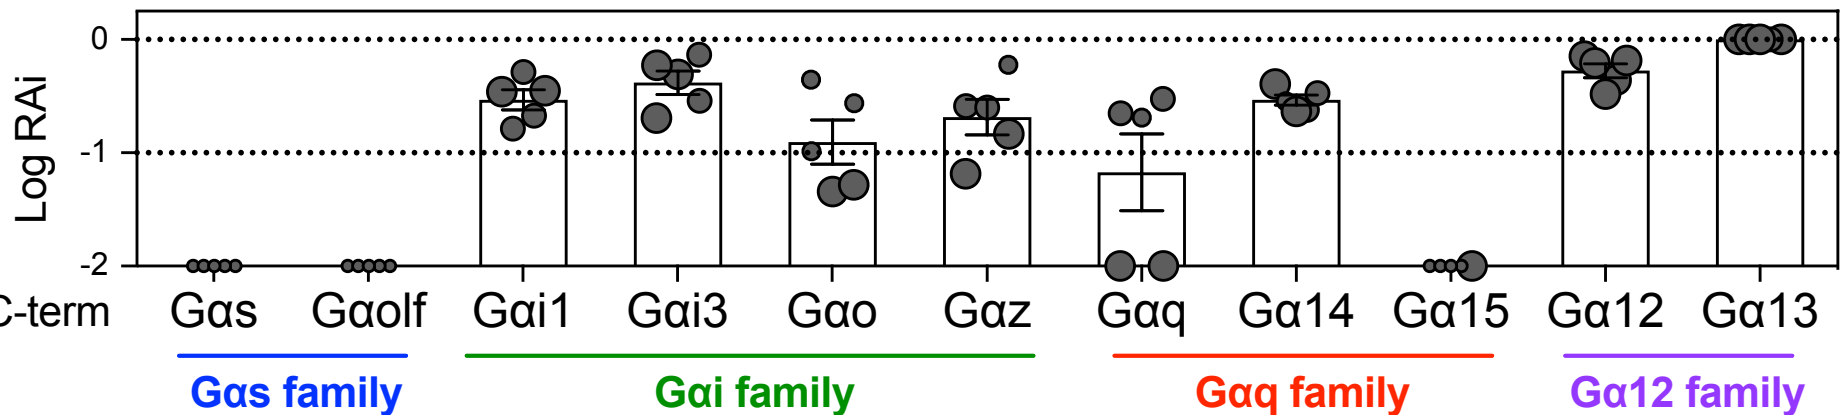 Log RAi
0
-1
-2
C-term Gαs Gαolf Gαi1 Gαi3 Gαo Gαz Gαq Gα14 Gα15 Gα12 Gα13
Gαs family Gαi family Gαq family Gα12 family